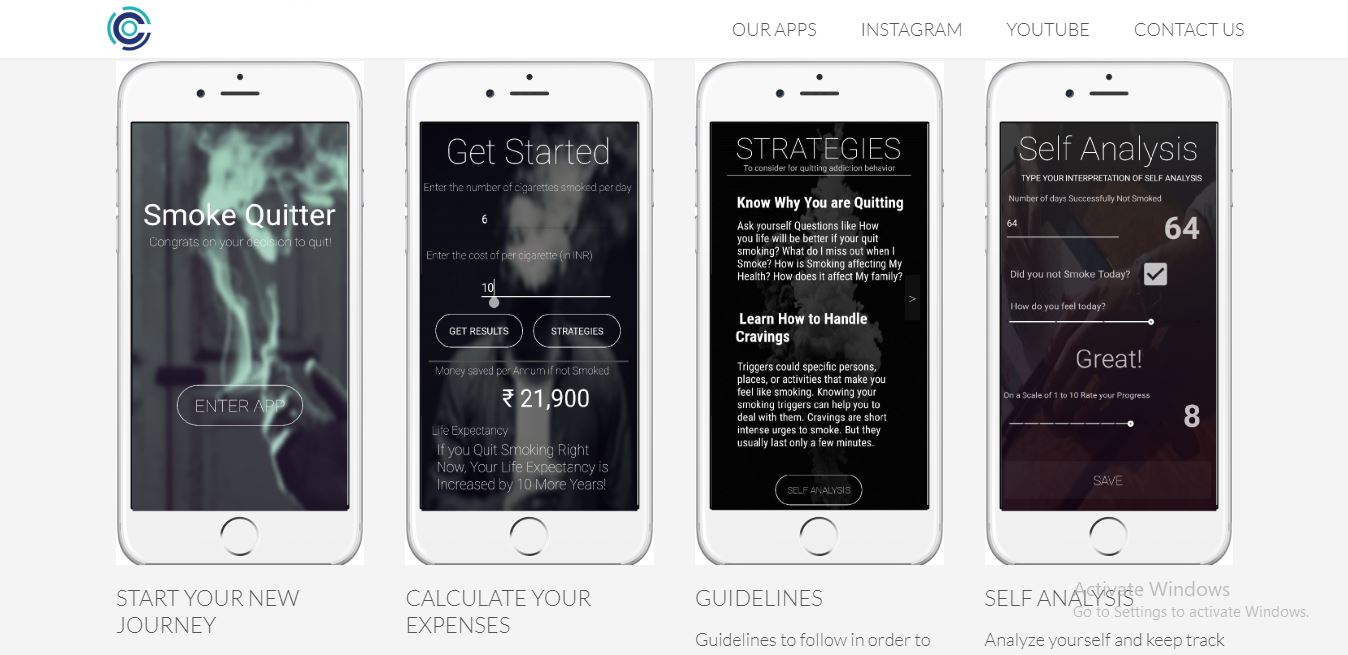 OUR APPS INSTAGRAM YOUTUBE CONTACT US
Smoke Quitter
Congrats on your decision to quit!
ENTER APP
Get Started
Enter the number of cigarettes smoked per day
6
Enter the cost of per cigarette (in INR)
10
GET RESULTS STRATEGIES
Money saved per Annum if not Smoked
₹ 21,900
Life Expectancy
If you Quit Smoking Right
Now, Your Life Expectancy is
Increased by 10 More Years!
STRATEGIES
To consider for quitting addiction behavior
Know Why You are Quitting
Ask yourself Questions like How
you life will be better if your quit
smoking? What do I miss out when I
Smoke? How is Smoking affecting My
Health? How does it affect My family?
>
Learn How to Handle
Cravings
Triggers could specific persons,
places, or activities that make you
feel like smoking. Knowing your
smoking triggers can help you to
deal with them. Cravings are short
intense urges to smoke. But they
usually last only a few minutes.
SELF ANALYSIS
Self Analysis
TYPE YOUR INTERPRETATION OF SELF ANALYSIS
Number of days Successfully Not Smoked
64 64
Did you not Smoke Today?
How do you feel today?
Great!
On a Scale of 1 to 10 Rate your Progress
8
SAVE
START YOUR NEW
JOURNEY
CALCULATE YOUR
EXPENSES
GUIDELINES
Guidelines to follow in order to
SELF ANALYSIS
Analyze yourself and keep track
Activate Windows
Go to Settings to activate Windows.